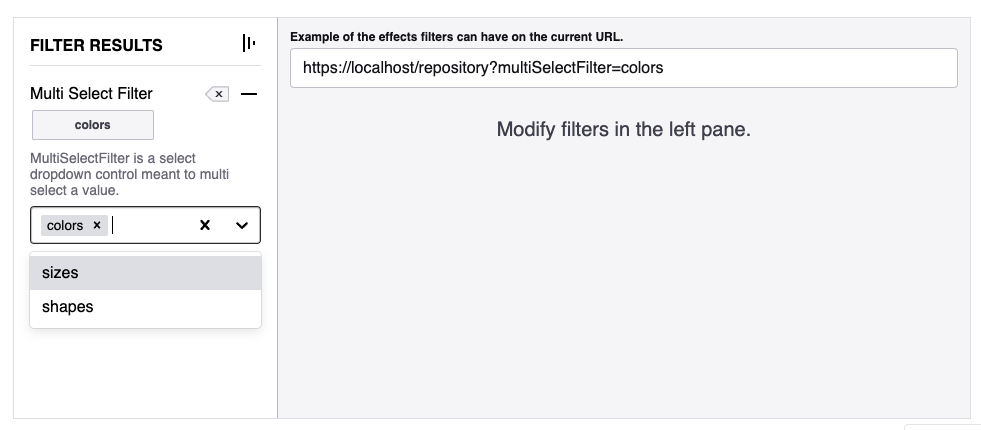 FILTER RESULTS
Multi Select Filter
colors
MultiSelectFilter is a select
dropdown control meant to multi
select a value.
colors
sizes
shapes
Example of the effects filters can have on the current URL.
https://localhost/repository?multiSelectFilter=colors
Modify filters in the left pane.